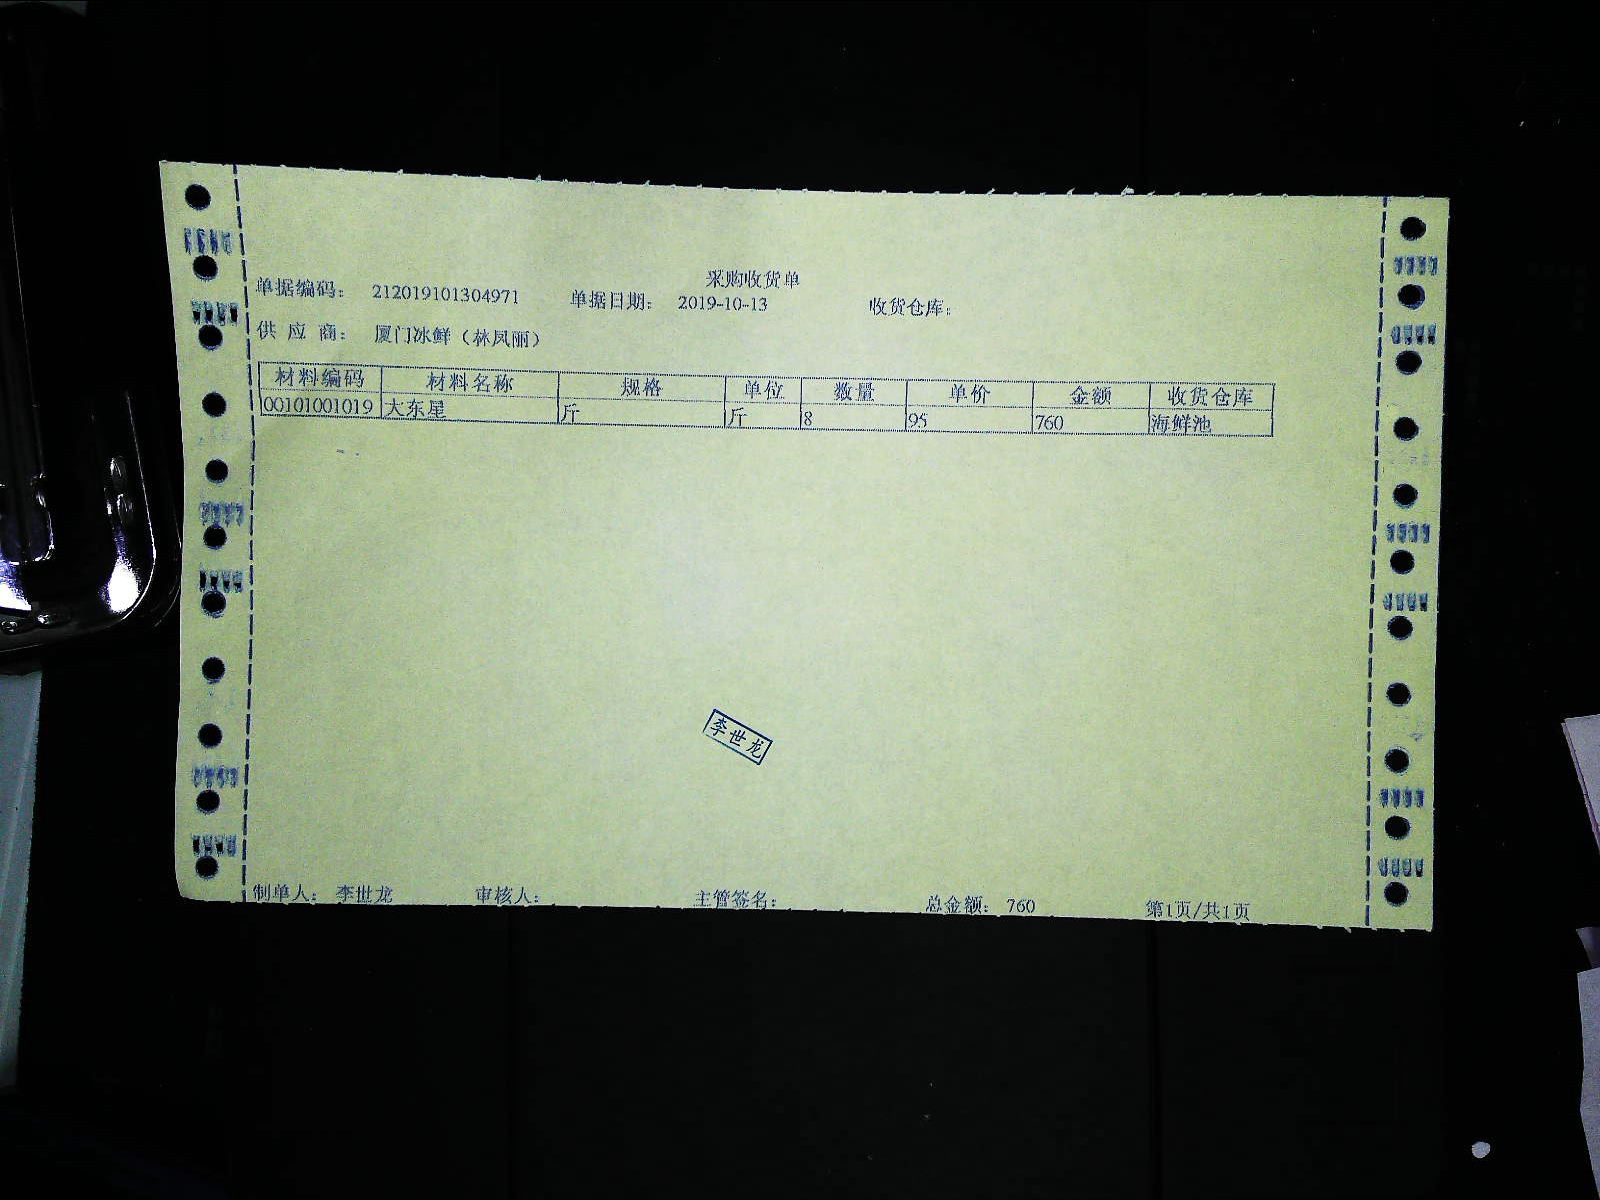 采购收货单
单据编码： 212019101304971 单据日期： 2019-10-13 收货仓库：
供 应 商： 厦门冰鲜（林凤丽）
材料编码 材料名称 规格 单位 数量 单价 金额 收货仓库
00101001019 大东星 斤 斤 8 95 760 海鲜池
李世龙
制单人： 李世龙 审核人： 主管签名： 总金额： 760 第1页/共1页